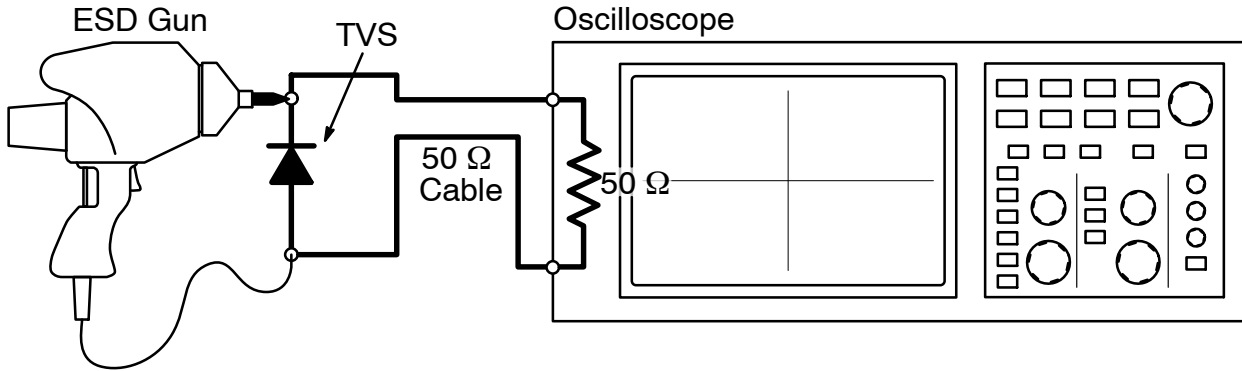 ESD Gun
TVS
Oscilloscope
50 Ω
Cable
50 Ω